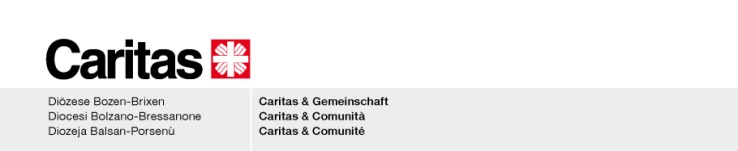 Caritas
Diözese Bozen-Brixen
Diocesi Bolzano-Bressanone
Diozeja Balsan-Porsenù
Caritas & Gemeinschaft
Caritas & Comunità
Caritas & Comunité